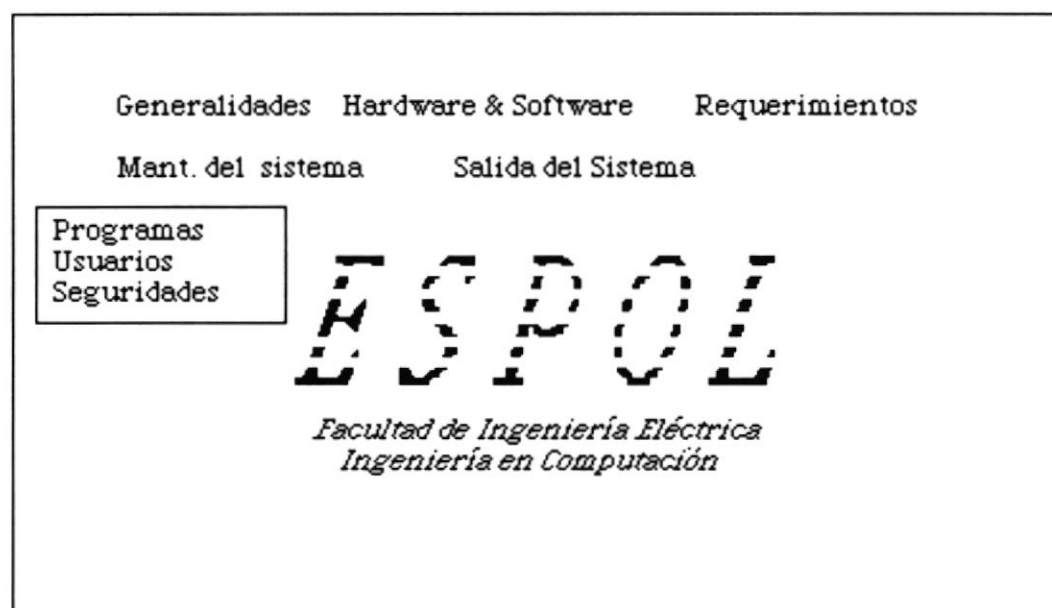 Generalidades Hardware & Software Requerimientos
Mant. del sistema Salida del Sistema
Programas
Usuarios
Seguridades
ESPOL
Facultad de Ingeniería Eléctrica
Ingeniería en Computación